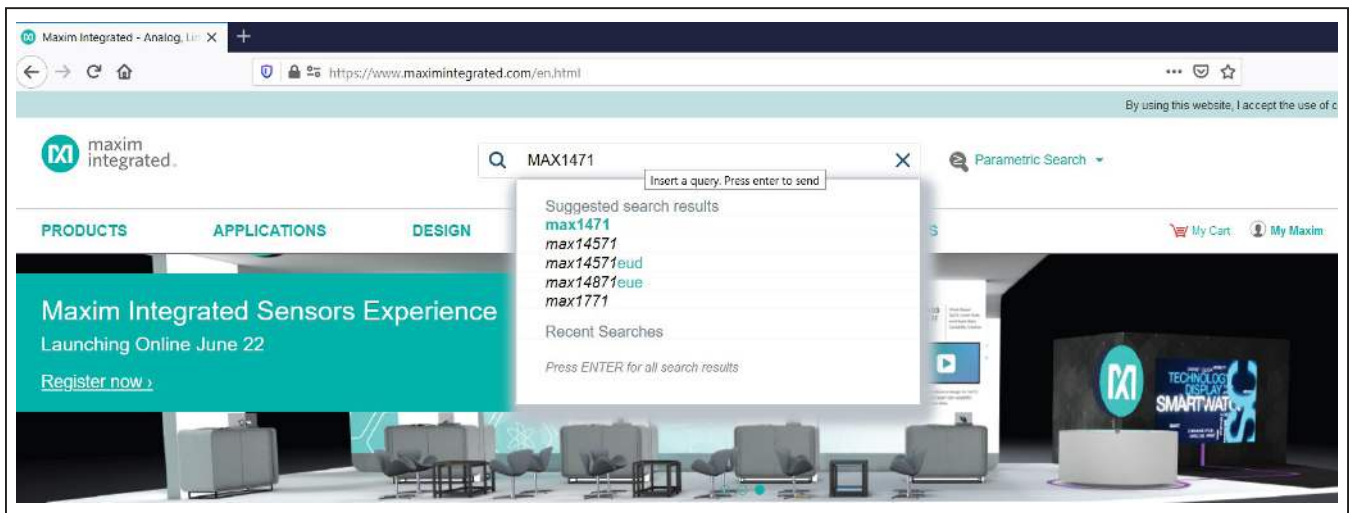 Maxim Integrated - Analog, Lin
https://www.maximintegrated.com/en.html
By using this website, I accept the use of c
maxim
integrated
MAX1471
Parametric Search
Insert a query. Press enter to send
Suggested search results
max1471
max14571
max14571eud
max14871eue
max1771
Recent Searches
Press ENTER for all search results
PRODUCTS
APPLICATIONS
DESIGN
S
My Cart
My Maxim
Maxim Integrated Sensors Experience
Launching Online June 22
Register now ›
TECHNOLOG
DISPLAY
SMARTWATC